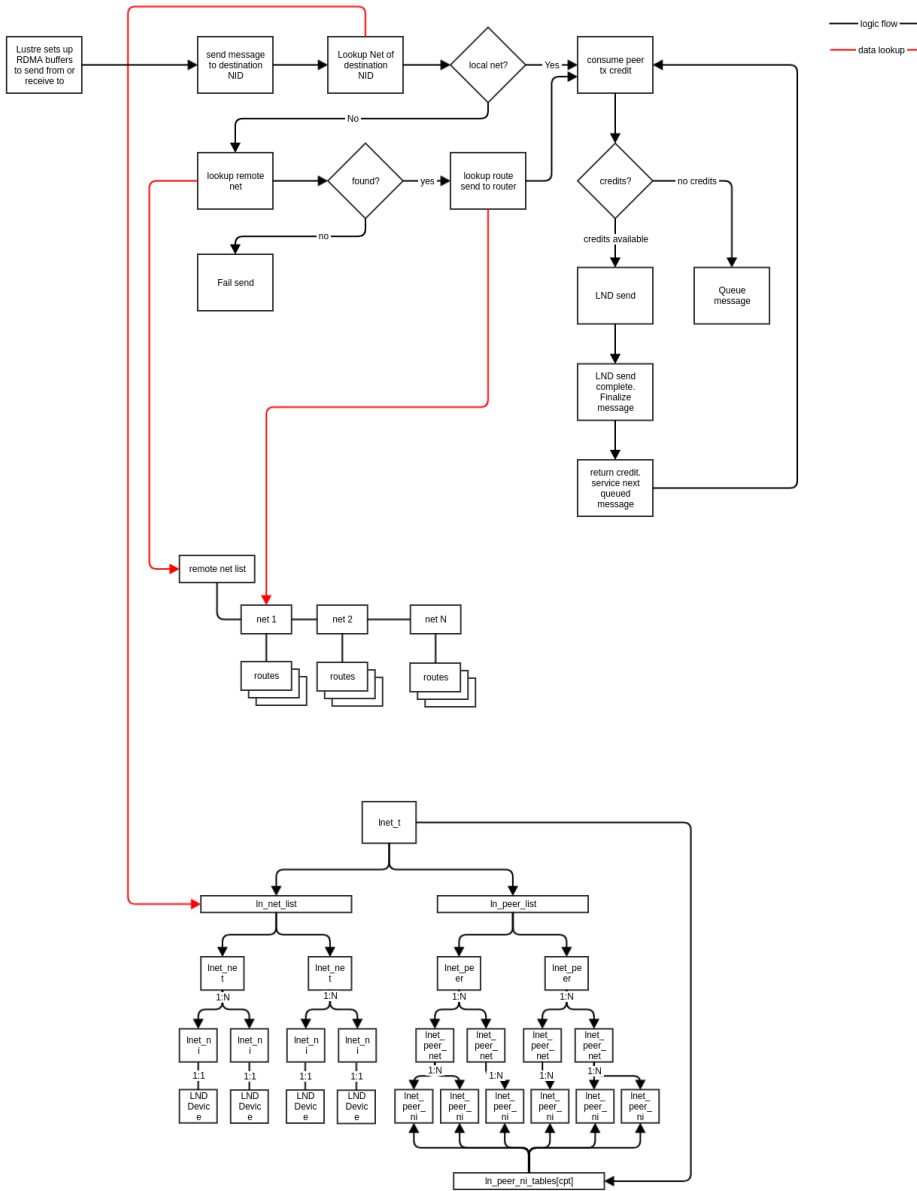 logic flow
data lookup
Lustre sets up
RDMA buffers
to send from or
receive to
send message
to destination
NID
Lookup Net of
destination
NID
local net?
Yes
consume peer
tx credit
No
lookup remote
net
found?
yes
lookup route
send to router
credits?
no credits
no
credits available
Fail send
LND send
Queue
message
LND send
complete.
Finalize
message
return credit.
service next
queued
message
remote net list
net 1
net 2
net N
routes
routes
routes
lnet_t
ln_net_list
ln_peer_list
lnet_ne
t
lnet_ne
t
lnet_pe
er
lnet_pe
er
1:N
1:N
1:N
1:N
lnet_n
i
lnet_n
i
lnet_n
i
lnet_n
i
lnet_
peer_
net
lnet_
peer_
net
lnet_
peer_
net
lnet_
peer_
net
1:1
1:1
1:1
1:1
1:N
1:N
1:N
1:N
LND
Devic
e
LND
Devic
e
LND
Devic
e
LND
Devic
e
lnet_
peer_
ni
lnet_
peer_
ni
lnet_
peer_
ni
lnet_
peer_
ni
lnet_
peer_
ni
lnet_
peer_
ni
ln_peer_ni_tables[cpt]